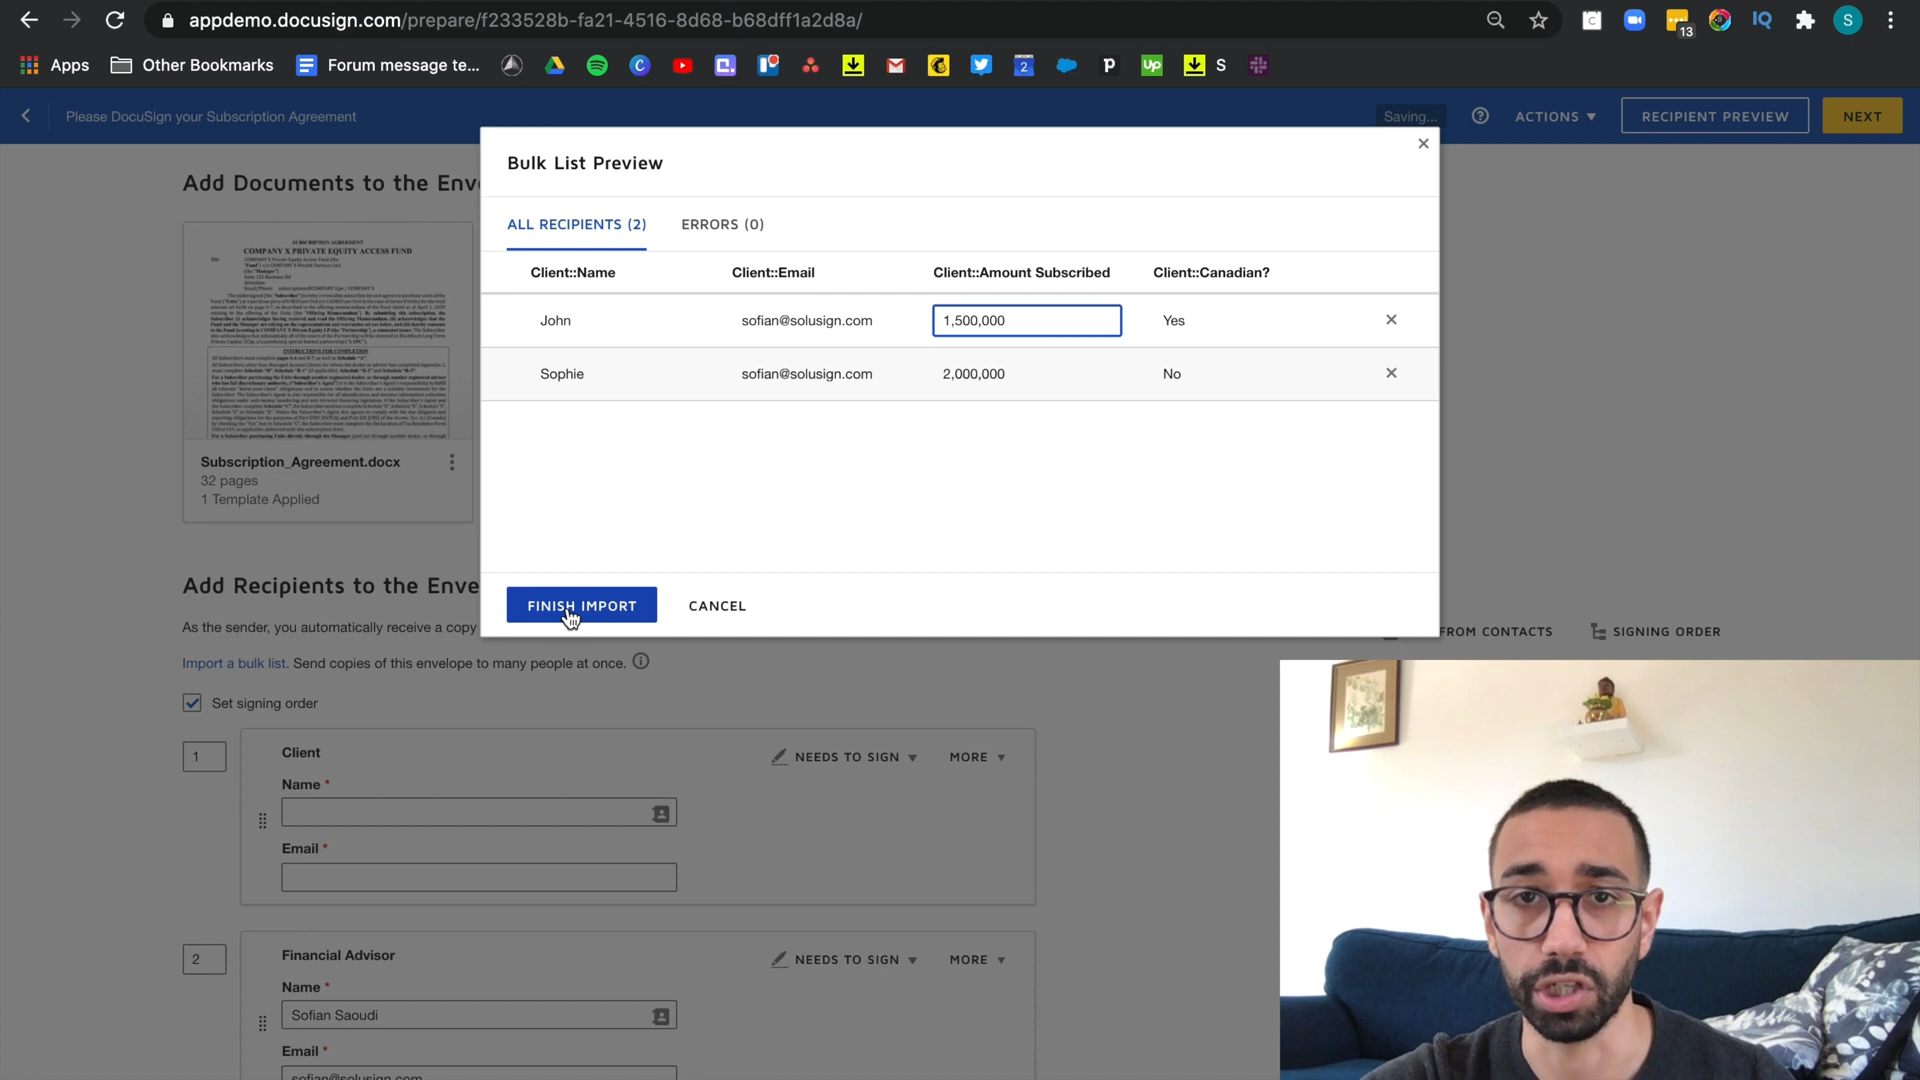 appdemo.docusign.com/prepare/f233528b-fa21-4516-8d68-b68dff1a2d8a/
13
S
Apps
Other Bookmarks
Forum message te...
2
S
Please DocuSign your Subscription Agreement
Saving...
ACTIONS
RECIPIENT PREVIEW
NEXT
Bulk List Preview
ALL RECIPIENTS (2)
ERRORS (0)
Client::Name
Client::Email
Client::Amount Subscribed
Client::Canadian?
John
sofian@solusign.com
1,500,000
Yes
Sophie
sofian@solusign.com
2,000,000
No
FINISH IMPORT
CANCEL
Add Documents to the Enve
SUBSCRIPTION AGREEMENT
COMPANY X PRIVATE EQUITY ACCESS FUND
Subscription_Agreement.docx
32 pages
1 Template Applied
Add Recipients to the Enve
As the sender, you automatically receive a copy
FROM CONTACTS
SIGNING ORDER
Import a bulk list. Send copies of this envelope to many people at once.
Set signing order
1
Client
NEEDS TO SIGN
MORE
Name *
Email *
2
Financial Advisor
NEEDS TO SIGN
MORE
Name *
Sofian Saoudi
Email *
sofian@solusign.com